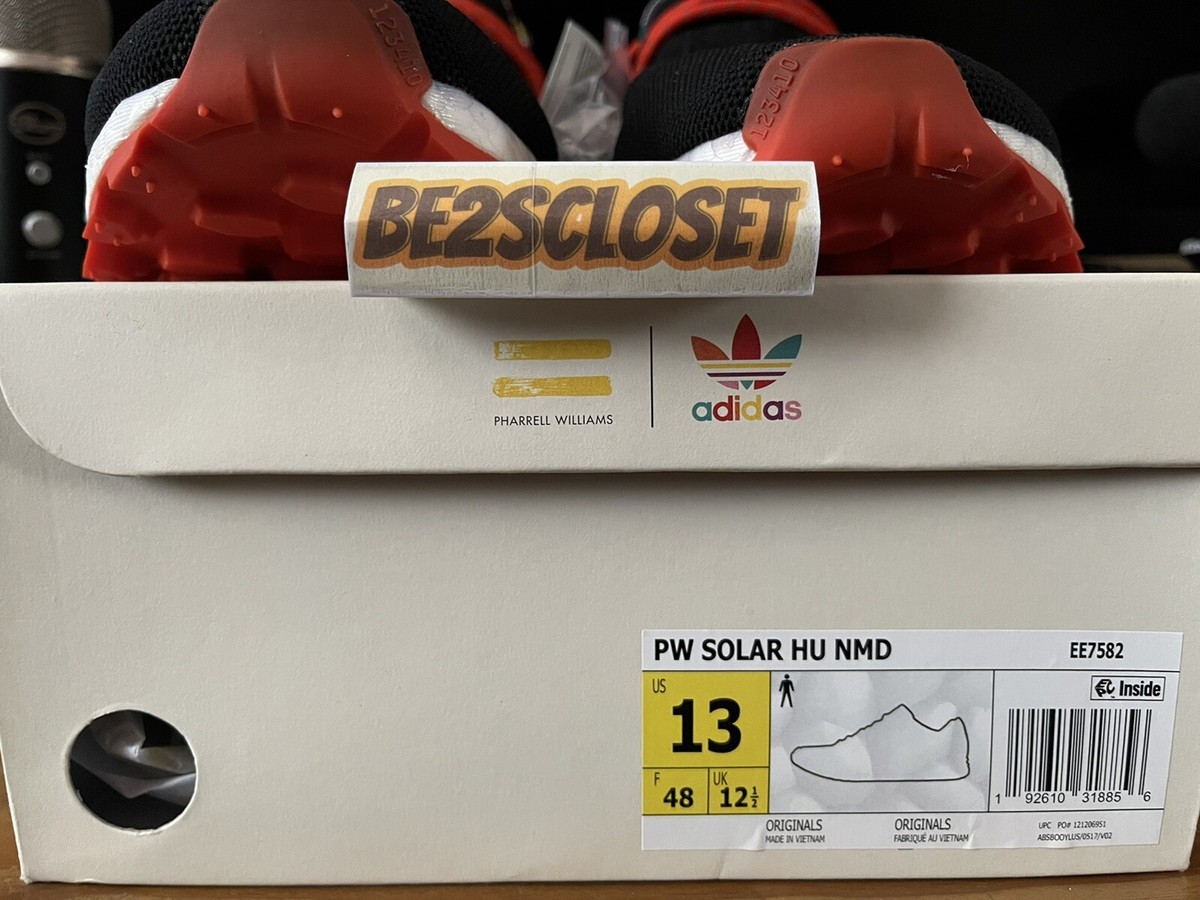 123410
123410
BE2SCLOSET
PHARRELL WILLIAMS
adidas
PW SOLAR HU NMD
EE7582
US
13
F
48
UK
12½
Inside
1 92610 31885 6
ORIGINALS
MADE IN VIETNAM
ORIGINALS
FABRIQUÉ AU VIETNAM
UPC PO# 121206951